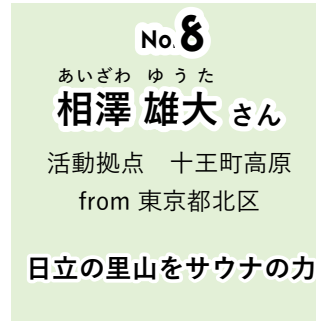 No.8
あいざわ ゆうた
相澤 雄大 さん
活動拠点　十王町高原
from 東京都北区
日立の里山をサウナの力